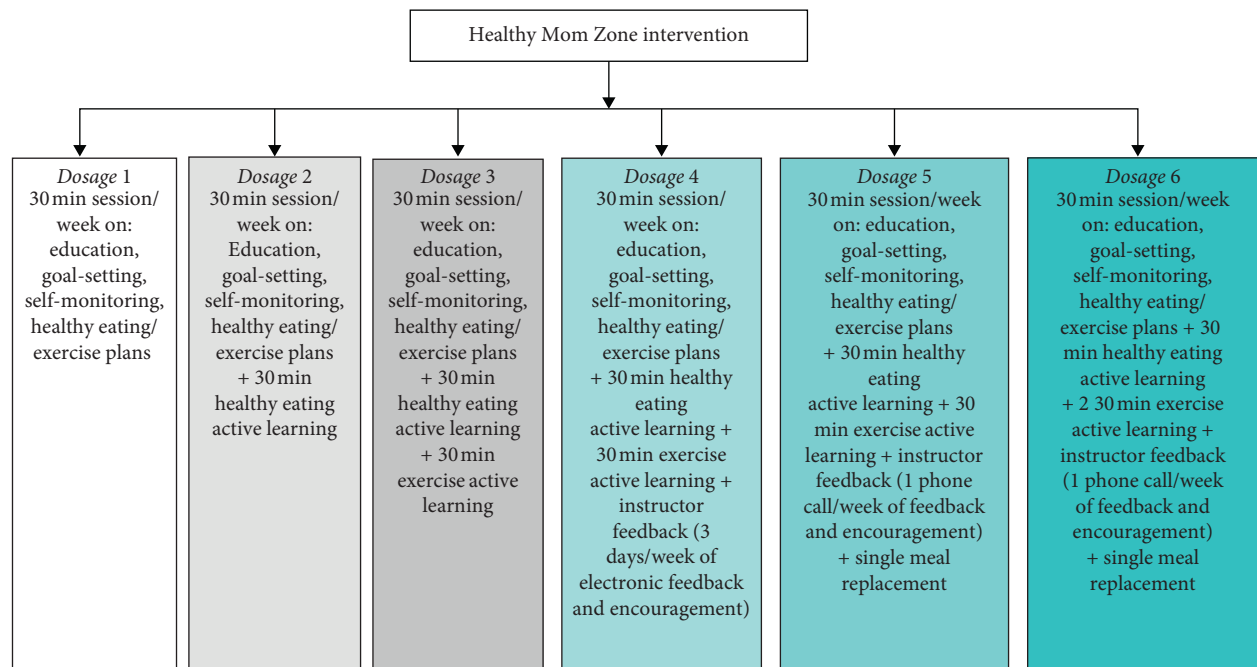 Healthy Mom Zone intervention
Dosage 1
30 min session/
week on:
education,
goal-setting,
self-monitoring,
healthy eating/
exercise plans
Dosage 2
30 min session/
week on:
Education,
goal-setting,
self-monitoring,
healthy eating/
exercise plans
+ 30 min
healthy eating
active learning
Dosage 3
30 min session/
week on:
education,
goal-setting,
self-monitoring,
healthy eating/
exercise plans
+ 30 min
healthy eating
active learning
+ 30 min
exercise active
learning
Dosage 4
30 min session/
week on:
education,
goal-setting,
self-monitoring,
healthy eating/
exercise plans
+ 30 min healthy
eating
active learning +
30 min exercise
active learning +
instructor
feedback (3
days/week of
electronic feedback
and encouragement)
Dosage 5
30 min session/week
on: education,
goal-setting,
self-monitoring,
healthy eating/
exercise plans
+ 30 min healthy
eating
active learning + 30
min exercise active
learning + instructor
feedback (1 phone
call/week of feedback
and encouragement)
+ single meal
replacement
Dosage 6
30 min session/week
on: education,
goal-setting,
self-monitoring,
healthy eating/
exercise plans + 30
min healthy eating
active learning
+ 2 30 min exercise
active learning +
instructor feedback
(1 phone call/week
of feedback and
encouragement)
+ single meal
replacement